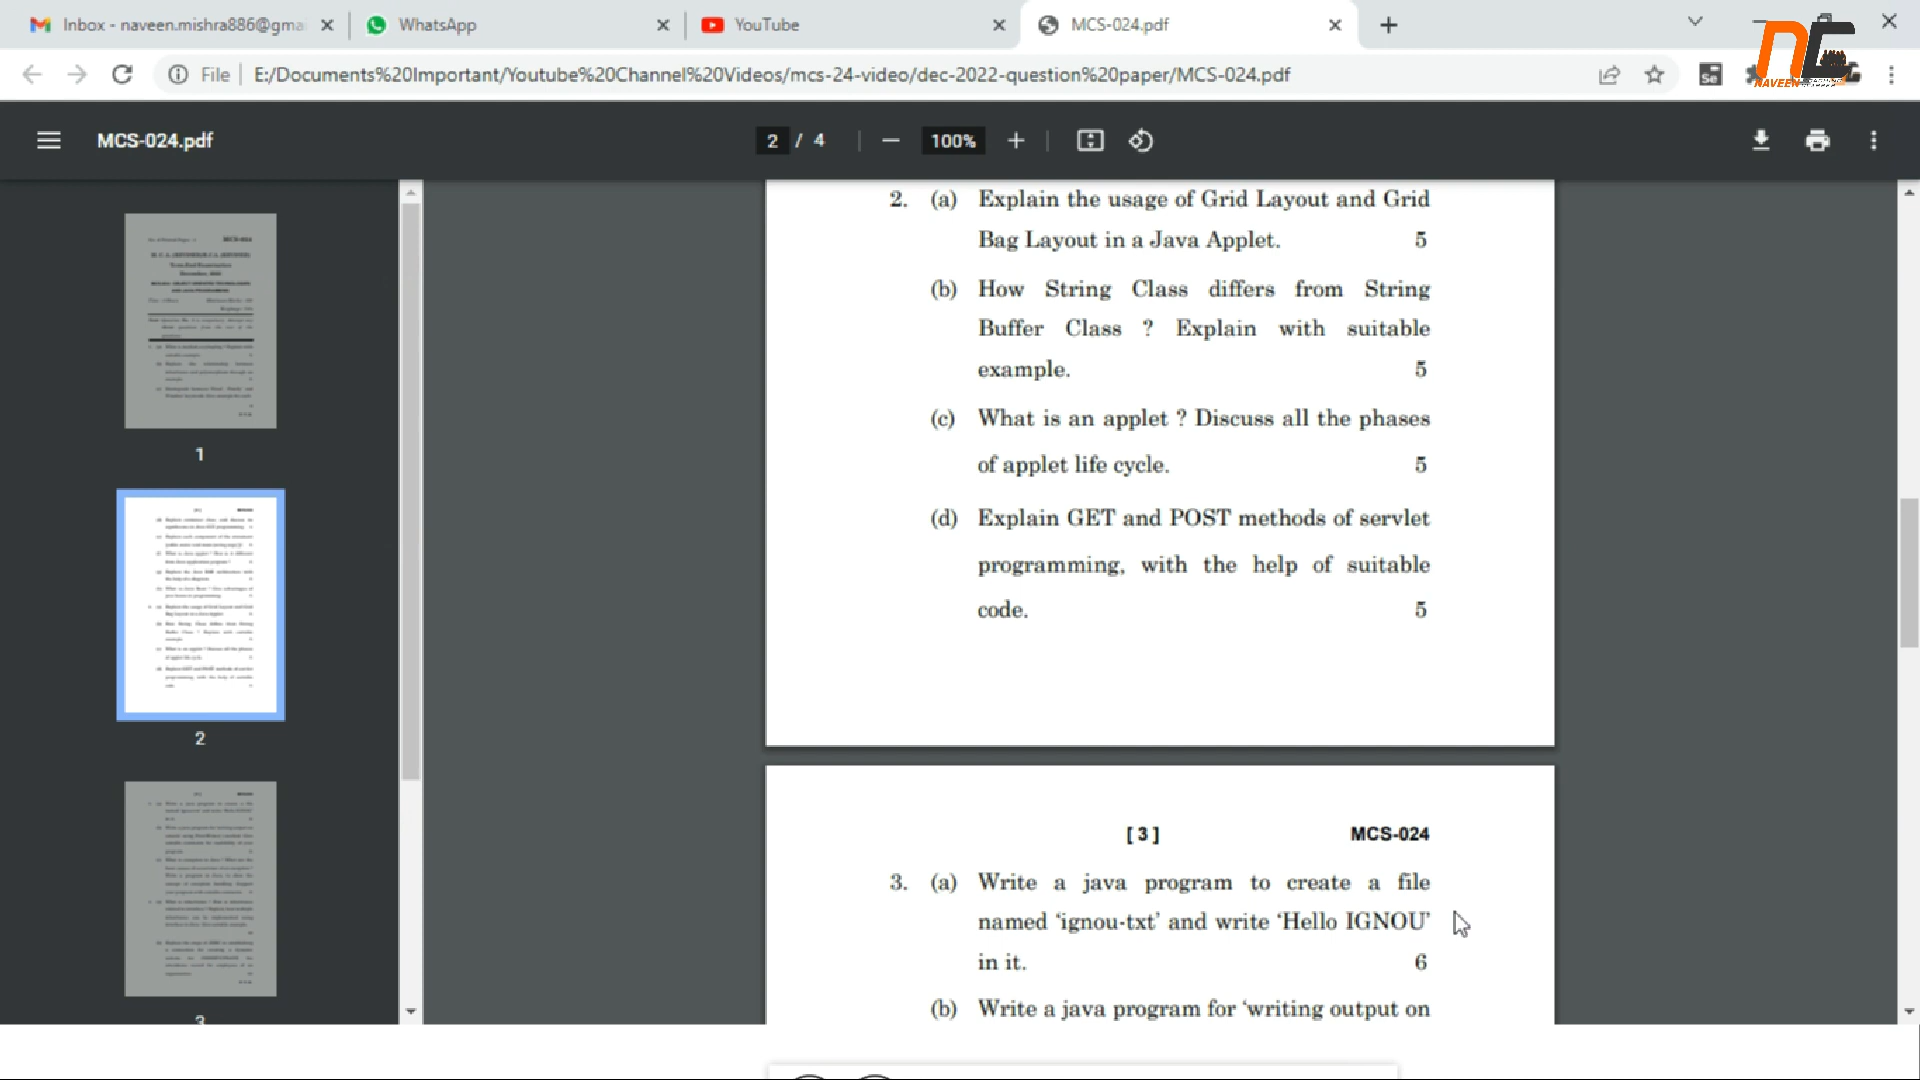 Inbox - naveen.mishra886@gma
WhatsApp
YouTube
MCS-024.pdf
File
E:/Documents%20Important/Youtube%20Channel%20Videos/mcs-24-video/dec-2022-question%20paper/MCS-024.pdf
Se
NAVEEN
MCS-024.pdf
2 / 4
100%
1
2
3
2. (a) Explain the usage of Grid Layout and Grid
Bag Layout in a Java Applet. 5
(b) How String Class differs from String
Buffer Class ? Explain with suitable
example. 5
(c) What is an applet ? Discuss all the phases
of applet life cycle. 5
(d) Explain GET and POST methods of servlet
programming, with the help of suitable
code. 5
[ 3 ] MCS-024
3. (a) Write a java program to create a file
named ‘ignou-txt’ and write ‘Hello IGNOU’
in it. 6
(b) Write a java program for ‘writing output on